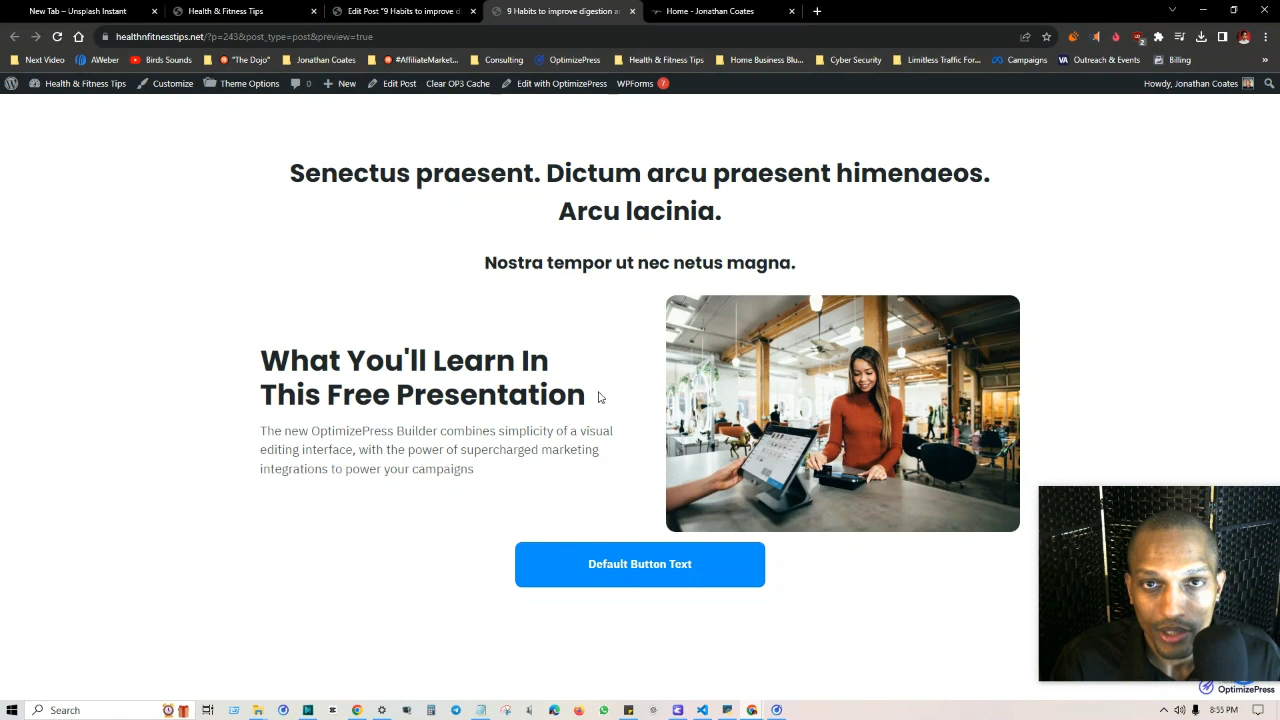 New Tab – Unsplash Instant
Health & Fitness Tips
Edit Post "9 Habits to improve d
9 Habits to improve digestion a
Home - Jonathan Coates
healthnfitnesstips.net/?p=243&post_type=post&preview=true
Next Video
AWeber
Birds Sounds
"The Dojo"
Jonathan Coates
#AffiliateMarket...
Consulting
OptimizePress
Health & Fitness Tips
Home Business Blu...
Cyber Security
Limitless Traffic For...
Campaigns
VA
Outreach & Events
Billing
»
Health & Fitness Tips
Customize
Theme Options
0
New
Edit Post
Clear OP3 Cache
Edit with OptimizePress
WPForms 7
Howdy, Jonathan Coates
Senectus praesent. Dictum arcu praesent himenaeos.
Arcu lacinia.
Nostra tempor ut nec netus magna.
What You'll Learn In
This Free Presentation
The new OptimizePress Builder combines simplicity of a visual
editing interface, with the power of supercharged marketing
integrations to power your campaigns
Default Button Text
OptimizePress
Search
8:55 PM